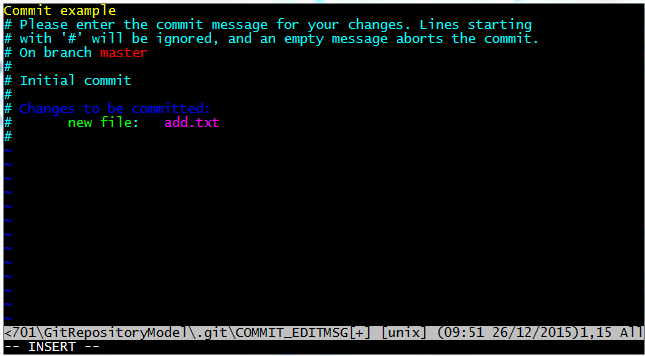 Commit example
# Please enter the commit message for your changes. Lines starting
# with '#' will be ignored, and an empty message aborts the commit.
# On branch master
#
# Initial commit
#
# Changes to be committed:
#       new file:   add.txt
#
~
~
~
~
~
~
~
~
~
~
~
~
~
<701\GitRepositoryModel\.git\COMMIT_EDITMSG[+] [unix] (09:51 26/12/2015)1,15 All
-- INSERT --